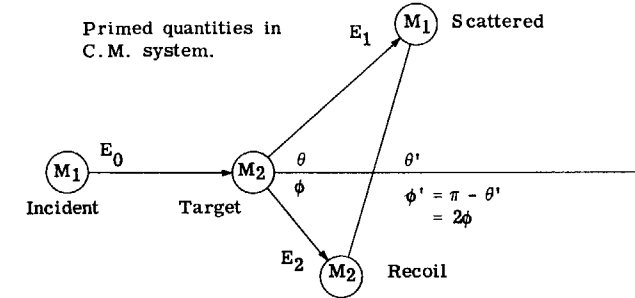 Primed quantities in
C.M. system.
E₁
M₁
Scattered
E₀
θ
θ'
M₁
M₂
ϕ
ϕ' = π - θ'
= 2ϕ
Incident
Target
E₂
M₂
Recoil